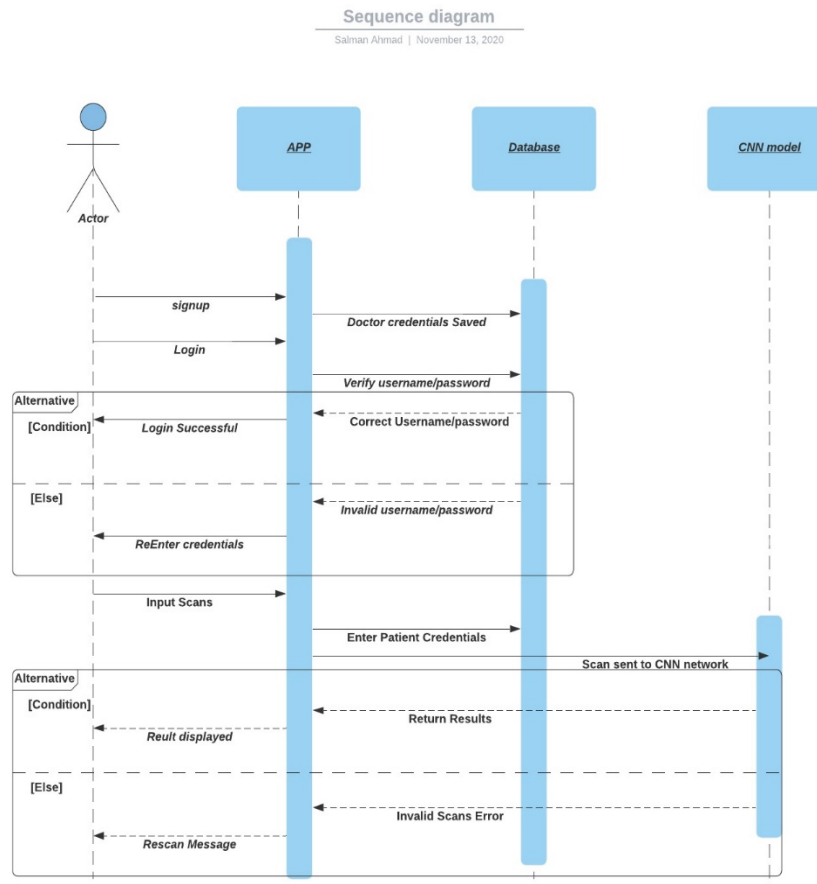 Sequence diagram
Salman Ahmad | November 13, 2020
APP
Database
CNN model
Actor
signup
Doctor credentials Saved
Login
Verify username/password
Alternative
[Condition]
Login Successful
Correct Username/password
[Else]
Invalid username/password
ReEnter credentials
Input Scans
Enter Patient Credentials
Scan sent to CNN network
Alternative
[Condition]
Return Results
Reult displayed
[Else]
Invalid Scans Error
Rescan Message